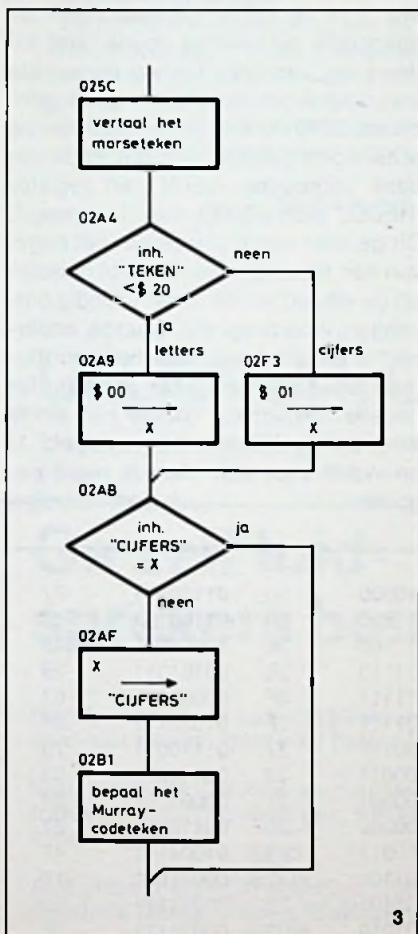 025C
vertaal het
morseteken
02A4
inh.
"TEKEN"
<$ 20
neen
ja
letters
cijfers
02A9
$ 00
X
02F3
$ 01
X
02AB
inh.
"CIJFERS"
= X
ja
neen
02AF
X
"CIJFERS"
02B1
bepaal het
Murray-
codeteken
3